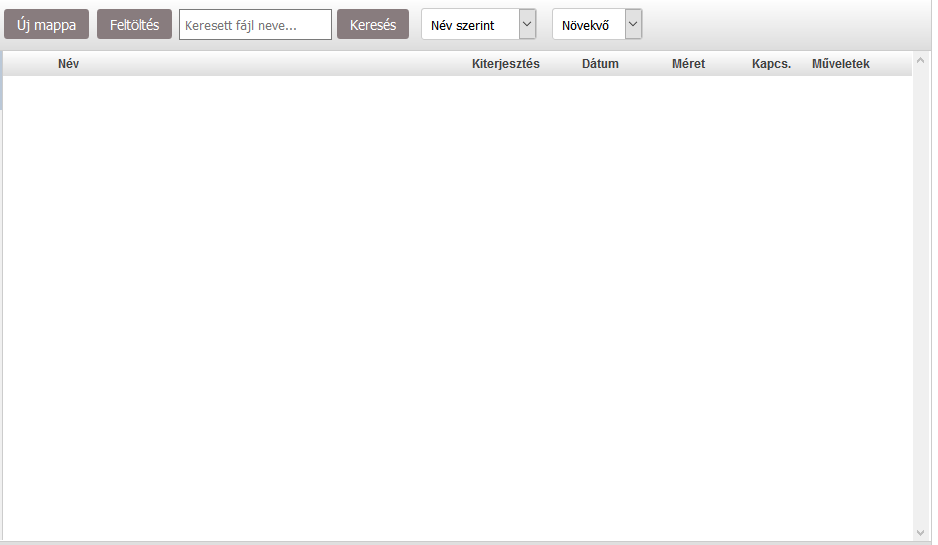 Új mappa Feltöltés Keresett fájl neve... Keresés Név szerint Növekvő
Név Kiterjesztés Dátum Méret Kapcs. Műveletek